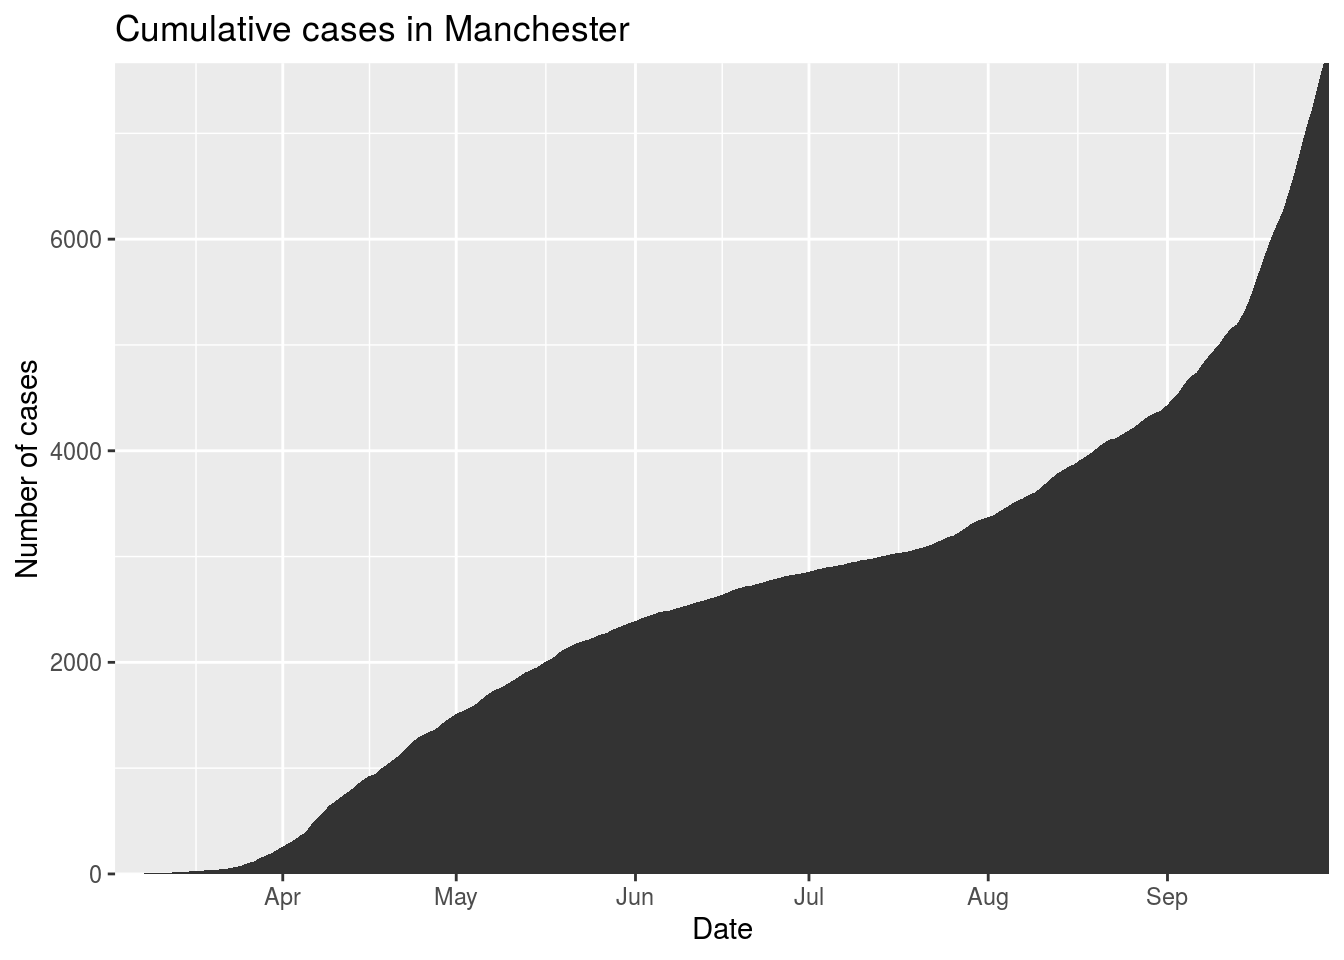 Cumulative cases in Manchester
Number of cases
6000
4000
2000
0
Apr May Jun Jul Aug Sep
Date